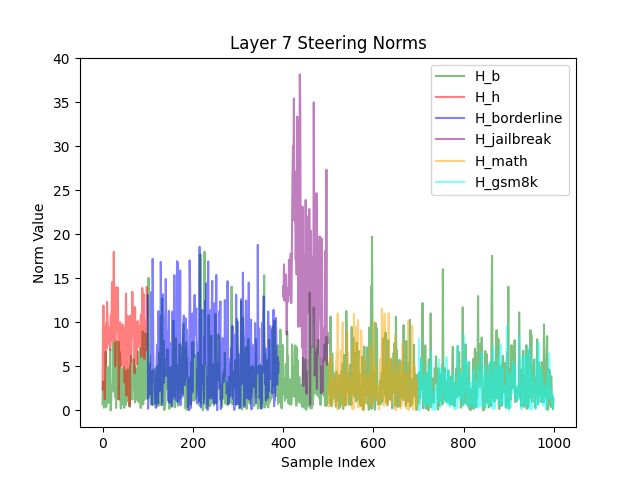 Layer 7 Steering Norms
Norm Value
40
35
30
25
20
15
10
5
0
H_b
H_h
H_borderline
H_jailbreak
H_math
H_gsm8k
0
200
400
600
800
1000
Sample Index